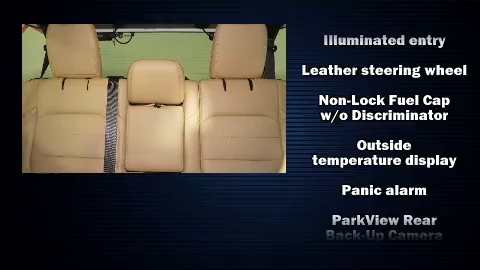 Illuminated entry
Leather steering wheel
Non-Lock Fuel Cap
w/o Discriminator
Outside
temperature display
Panic alarm
ParkView Rear
Back-Up Camera